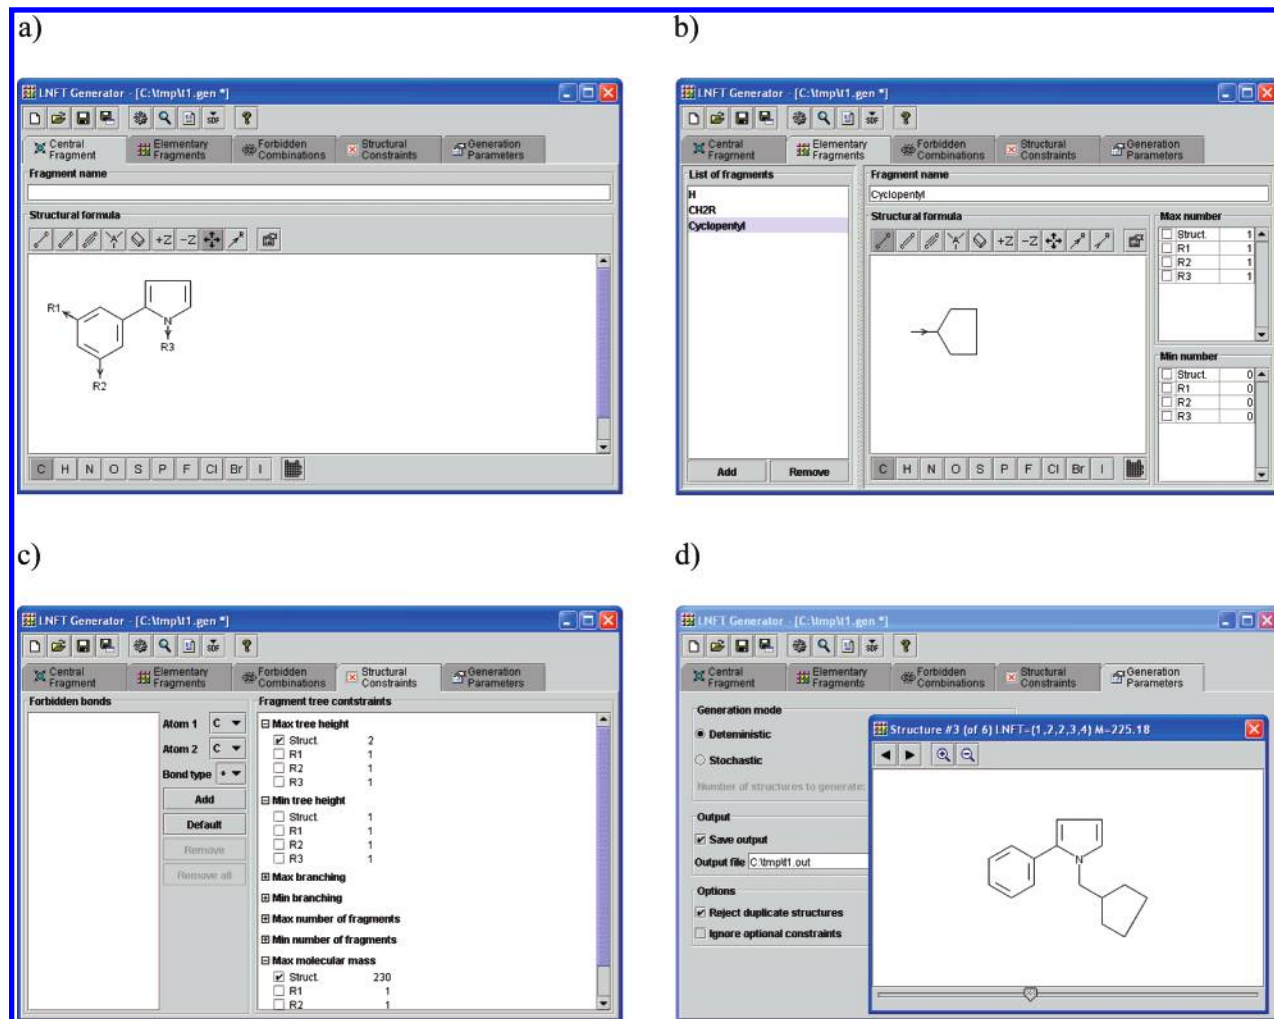 a)
b)
LNFT Generator - [C:\tmp\t1.gen *]
SDF
Central Fragment
Elementary Fragments
Forbidden Combinations
Structural Constraints
Generation Parameters
Fragment name
Structural formula
+Z -Z R
R1
N
R3
R2
C H N O S P F Cl Br I
LNFT Generator - [C:\tmp\t1.gen *]
SDF
Central Fragment
Elementary Fragments
Forbidden Combinations
Structural Constraints
Generation Parameters
List of fragments
H
CH2R
Cyclopentyl
Add Remove
Fragment name
Cyclopentyl
Structural formula
+Z -Z R R
C H N O S P F Cl Br I
Max number
Struct. 1
R1 1
R2 1
R3 1
Min number
Struct. 0
R1 0
R2 0
R3 0
c)
d)
LNFT Generator - [C:\tmp\t1.gen *]
SDF
Central Fragment
Elementary Fragments
Forbidden Combinations
Structural Constraints
Generation Parameters
Forbidden bonds
Atom 1 C
Atom 2 C
Bond type
Add
Default
Remove
Remove all
Fragment tree contstraints
Max tree height
Struct. 2
R1 1
R2 1
R3 1
Min tree height
Struct. 1
R1 1
R2 1
R3 1
Max branching
Min branching
Max number of fragments
Min number of fragments
Max molecular mass
Struct. 230
R1 1
R2 1
LNFT Generator - [C:\tmp\t1.gen *]
SDF
Central Fragment
Elementary Fragments
Forbidden Combinations
Structural Constraints
Generation Parameters
Generation mode
Deteministic
Stochastic
Number of structures to generate:
Output
Save output
Output file C:\tmp\t1.out
Options
Reject duplicate structures
Ignore optional constraints
Structure #3 (of 6) LNFT=(1,2,2,3,4) M=225.18
N